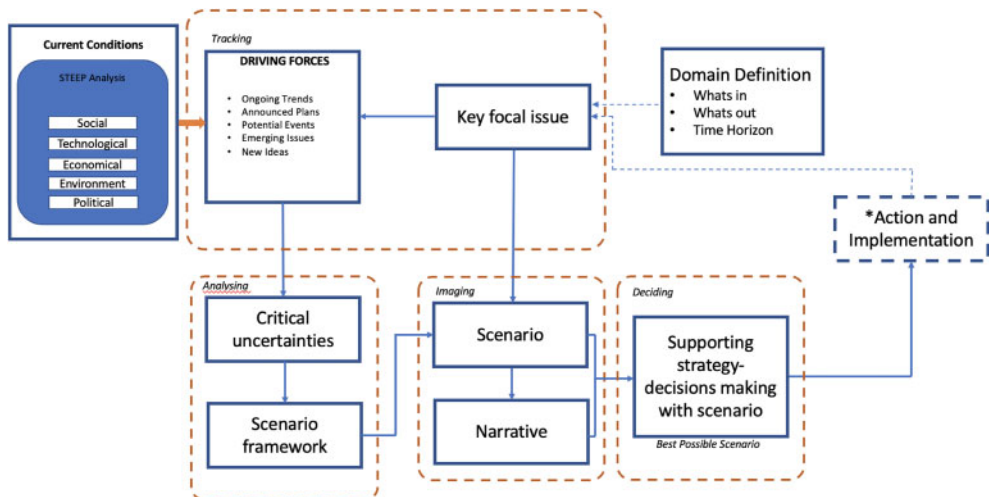 Current Conditions
STEEP Analysis
Social
Technological
Economical
Environment
Political
Tracking
DRIVING FORCES
• Ongoing Trends
• Announced Plans
• Potential Events
• Emerging Issues
• New Ideas
Key focal issue
Domain Definition
• Whats in
• Whats out
• Time Horizon
*Action and
Implementation
Analysing
Critical
uncertainties
Scenario
framework
Imaging
Scenario
Narrative
Deciding
Supporting
strategy-
decisions making
with scenario
Best Possible Scenario